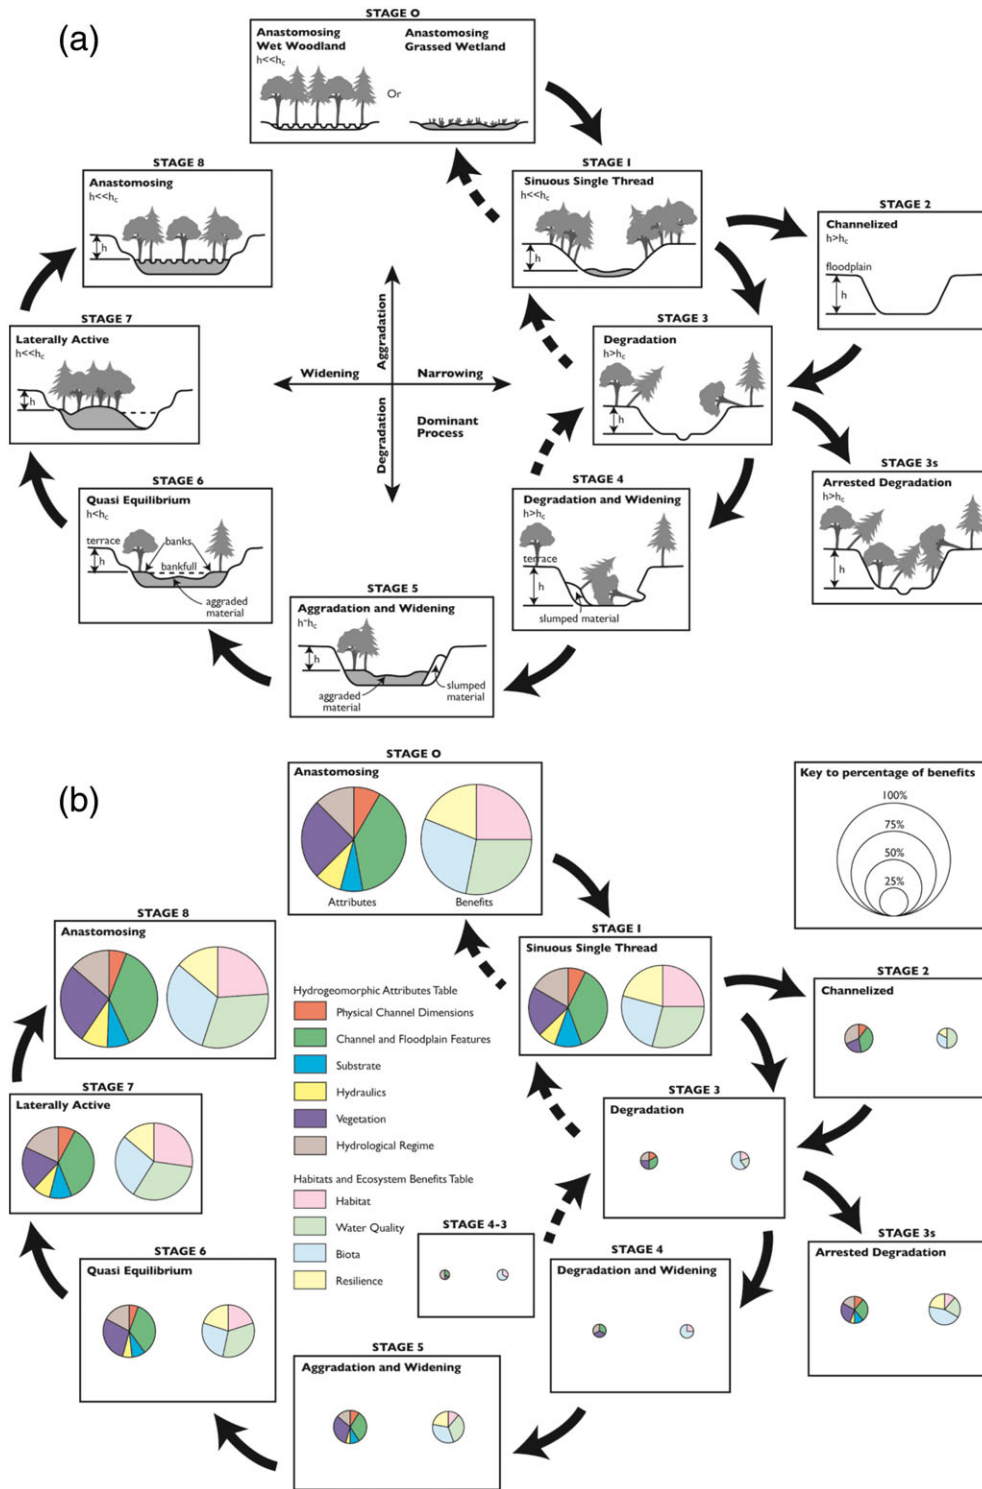 (a)
STAGE 0
Anastomosing
Wet Woodland
h<<hc
Or
Anastomosing
Grassed Wetland
STAGE 1
Sinuous Single Thread
h<<hc
h
STAGE 2
Channelized
h>hc
floodplain
h
STAGE 8
Anastomosing
h<<hc
h
STAGE 7
Laterally Active
h<<hc
h
Aggradation
Widening
Narrowing
Degradation
Dominant
Process
STAGE 3
Degradation
h>hc
h
STAGE 3s
Arrested Degradation
h>hc
h
STAGE 4
Degradation and Widening
h>hc
terrace
h
slumped material
STAGE 6
Quasi Equilibrium
h<hc
terrace
banks
h
bankfull
aggraded
material
STAGE 5
Aggradation and Widening
h~hc
h
aggraded
material
slumped
material
(b)
STAGE 0
Anastomosing
Attributes
Benefits
Key to percentage of benefits
100%
75%
50%
25%
STAGE 8
Anastomosing
STAGE 1
Sinuous Single Thread
STAGE 2
Channelized
Hydrogeomorphic Attributes Table
Physical Channel Dimensions
Channel and Floodplain Features
Substrate
Hydraulics
Vegetation
Hydrological Regime
Habitats and Ecosystem Benefits Table
Habitat
Water Quality
Biota
Resilience
STAGE 7
Laterally Active
STAGE 3
Degradation
STAGE 4-3
STAGE 3s
Arrested Degradation
STAGE 6
Quasi Equilibrium
STAGE 4
Degradation and Widening
STAGE 5
Aggradation and Widening